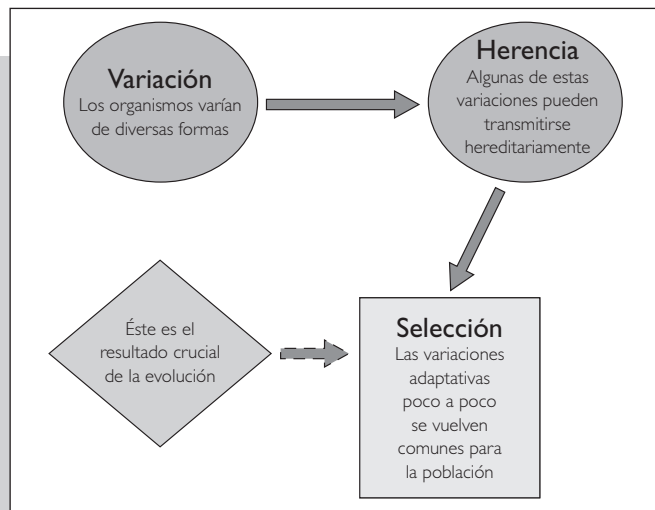 Variación
Los organismos varían
de diversas formas
Herencia
Algunas de estas
variaciones pueden
transmitirse
hereditariamente
Éste es el
resultado crucial
de la evolución
Selección
Las variaciones
adaptativas
poco a poco
se vuelven
comunes para
la población